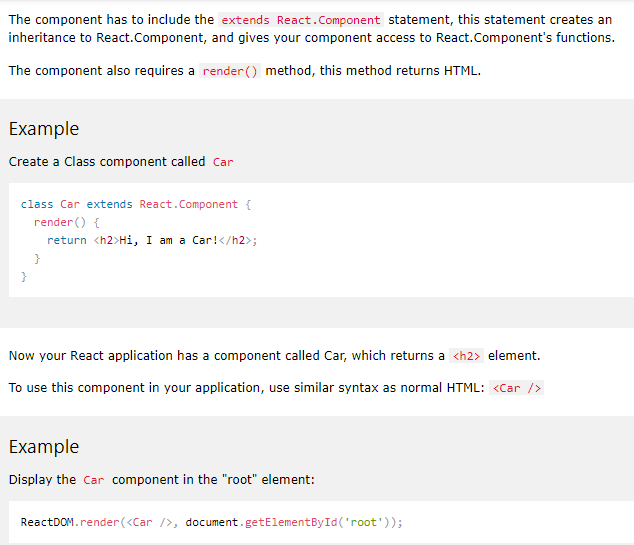 The component has to include the extends React.Component statement, this statement creates an
inheritance to React.Component, and gives your component access to React.Component's functions.
The component also requires a render() method, this method returns HTML.
Example
Create a Class component called Car
class Car extends React.Component {
  render() {
    return <h2>Hi, I am a Car!</h2>;
  }
}
Now your React application has a component called Car, which returns a <h2> element.
To use this component in your application, use similar syntax as normal HTML: <Car />
Example
Display the Car component in the "root" element:
ReactDOM.render(<Car />, document.getElementById('root'));